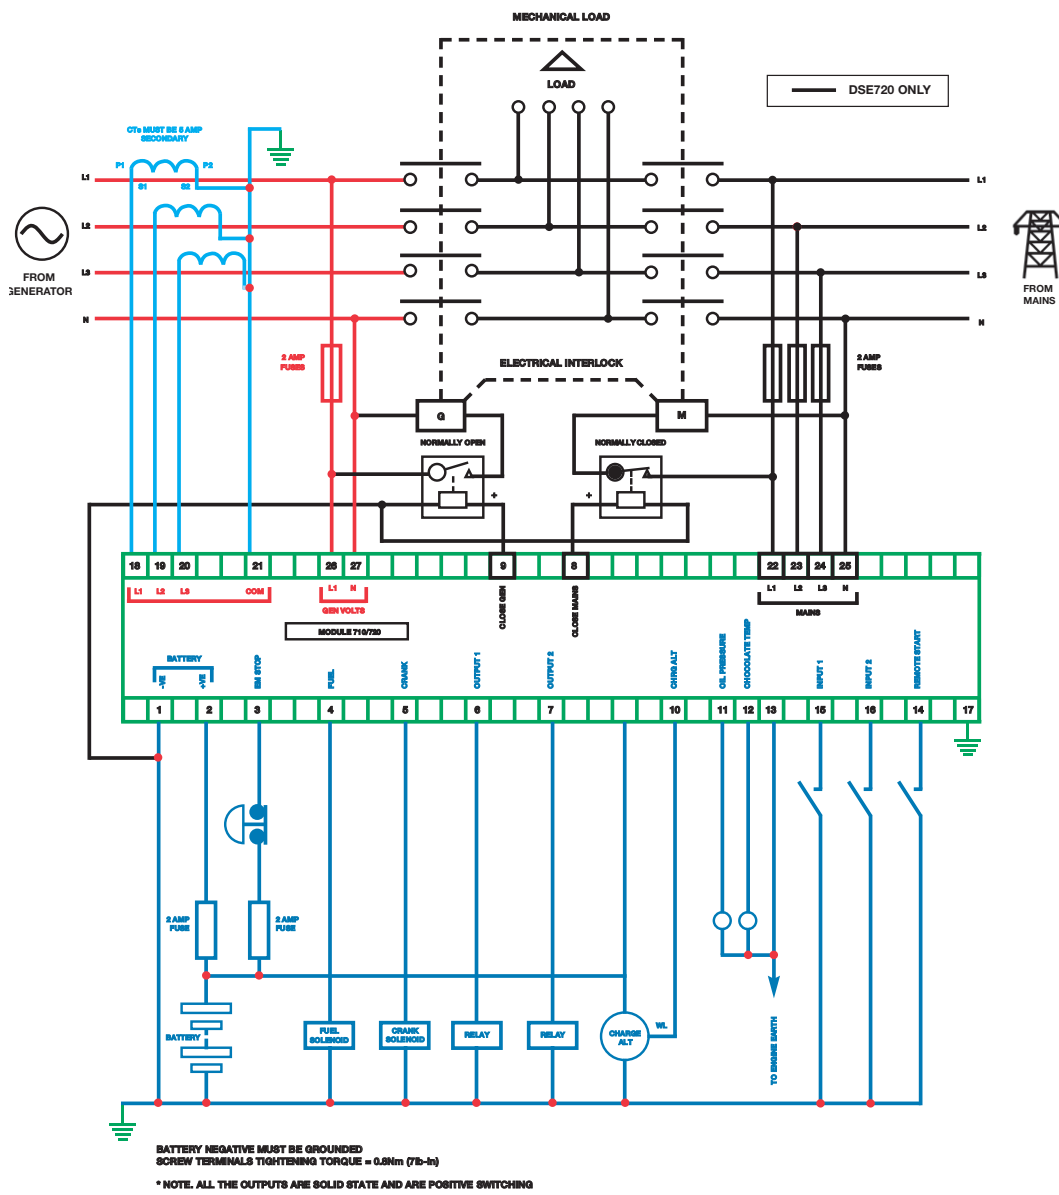 MECHANICAL LOAD
LOAD
DSE720 ONLY
CTs MUST BE 5 AMP
SECONDARY
P1
P2
S1
S2
L1
L2
L3
N
FROM
GENERATOR
L1
L2
L3
N
FROM
MAINS
2 AMP
FUSES
ELECTRICAL INTERLOCK
2 AMP
FUSES
G
M
NORMALLY OPEN
NORMALLY CLOSED
+
+
18 19 20 21 26 27 9 8 22 23 24 25
L1 L2 L3 COM
L1 N
L1 L2 L3 N
GEN VOLTS
CLOSE GEN
CLOSE MAINS
MAINS
MODULE 710/720
BATTERY
-VE
+VE
EM STOP
FUEL
CRANK
OUTPUT 1
OUTPUT 2
CHRG ALT
OIL PRESSURE
CHOCOLATE TEMP
INPUT 1
INPUT 2
REMOTE START
1 2 3 4 5 6 7 10 11 12 13 15 16 14 17
2 AMP
FUSE
2 AMP
FUSE
BATTERY
FUEL
SOLENOID
CRANK
SOLENOID
RELAY
RELAY
CHARGE
ALT
WL
TO ENGINE EARTH
BATTERY NEGATIVE MUST BE GROUNDED
SCREW TERMINALS TIGHTENING TORQUE = 0.8Nm (7lb-in)
* NOTE. ALL THE OUTPUTS ARE SOLID STATE AND ARE POSITIVE SWITCHING